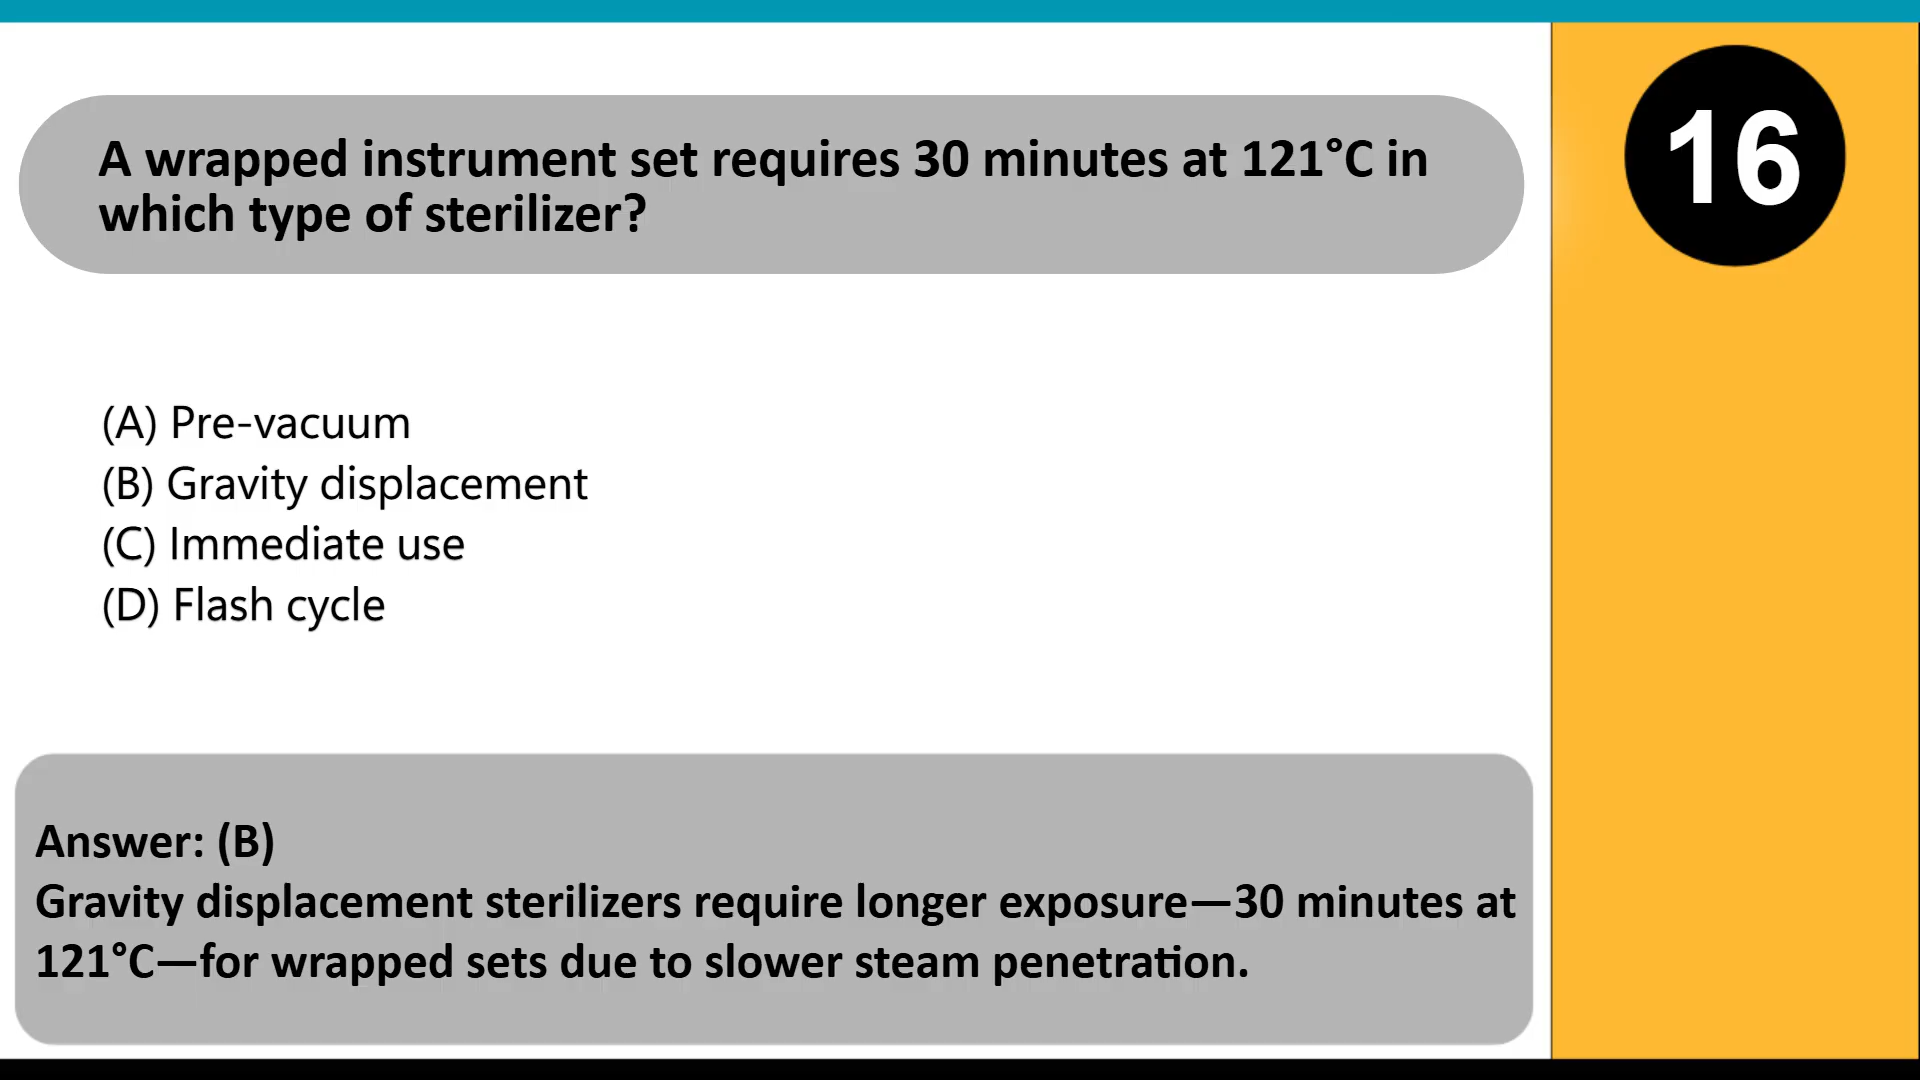 A wrapped instrument set requires 30 minutes at 121°C in
which type of sterilizer?
16
(A) Pre-vacuum
(B) Gravity displacement
(C) Immediate use
(D) Flash cycle
Answer: (B)
Gravity displacement sterilizers require longer exposure—30 minutes at
121°C—for wrapped sets due to slower steam penetration.